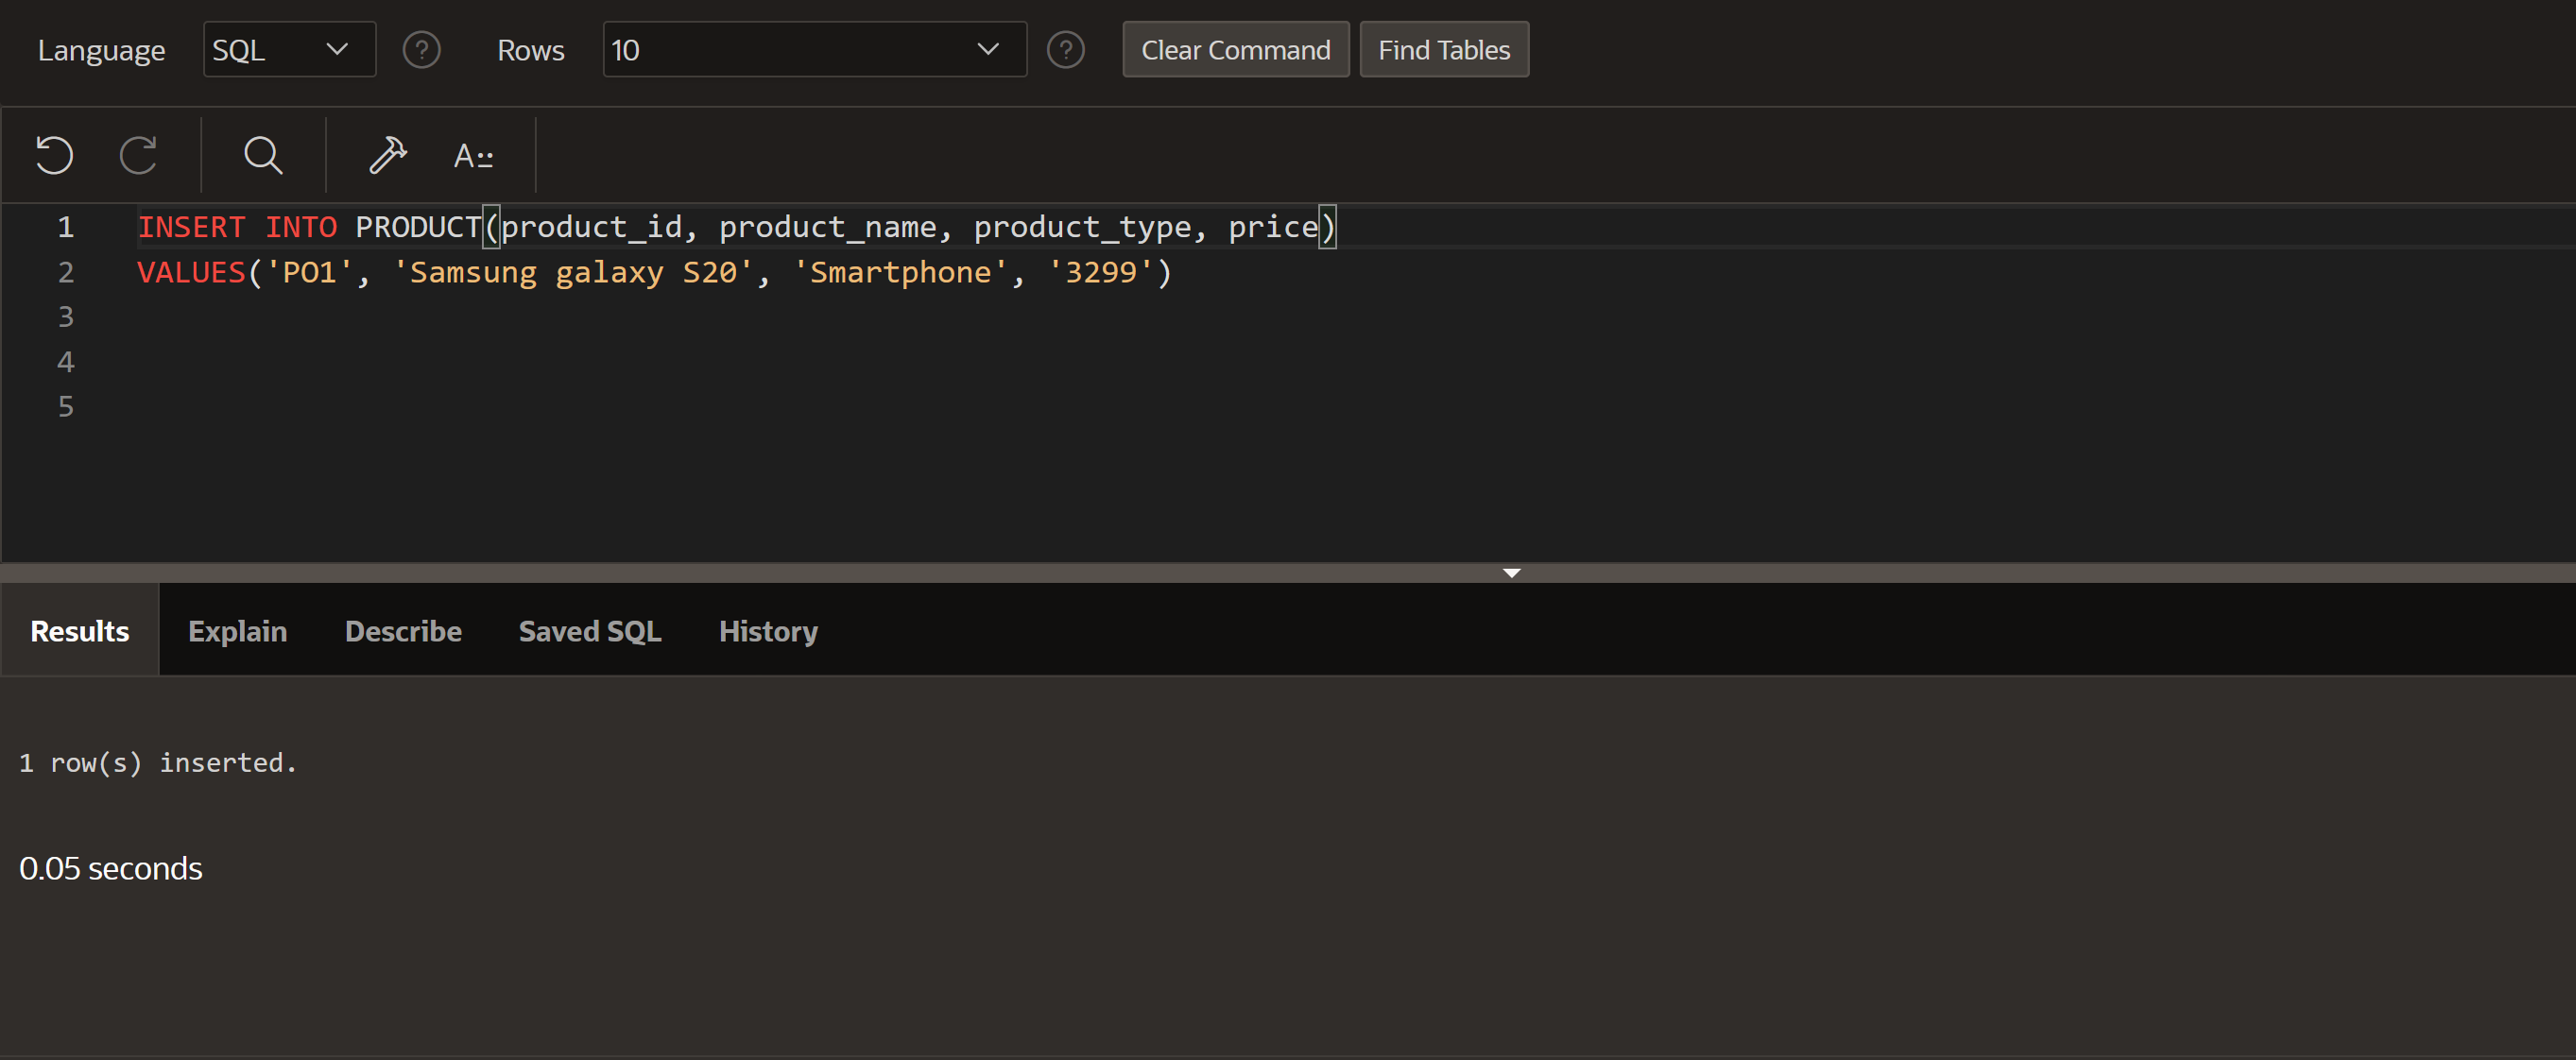 Language SQL ? Rows 10 ? Clear Command Find Tables
A::
1 INSERT INTO PRODUCT(product_id, product_name, product_type, price)
2 VALUES('PO1', 'Samsung galaxy S20', 'Smartphone', '3299')
3
4
5
Results Explain Describe Saved SQL History
1 row(s) inserted.
0.05 seconds